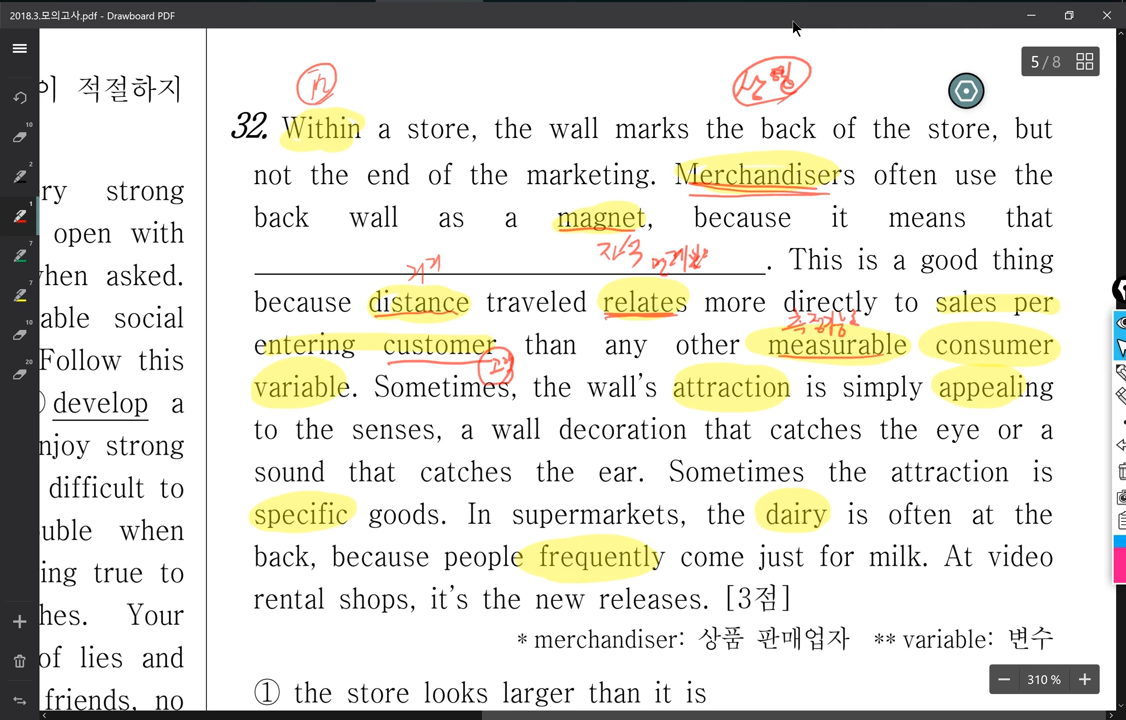 2018.3.모의고사.pdf - Drawboard PDF
5 / 8
이 적절하지
n
상평
32. Within a store, the wall marks the back of the store, but
not the end of the marketing. Merchandisers often use the
ry strong
back wall as a magnet, because it means that
open with
거리
. This is a good thing
when asked.
because distance traveled relates more directly to sales per
able social
entering customer than any other measurable consumer
고객
Follow this
variable. Sometimes, the wall's attraction is simply appealing
develop a
to the senses, a wall decoration that catches the eye or a
njoy strong
sound that catches the ear. Sometimes the attraction is
difficult to
specific goods. In supermarkets, the dairy is often at the
uble when
back, because people frequently come just for milk. At video
ing true to
rental shops, it's the new releases. [3점]
hes. Your
* merchandiser: 상품 판매업자 ** variable: 변수
of lies and
① the store looks larger than it is
friends, no
310 %
10
2
1
7
7
10
20